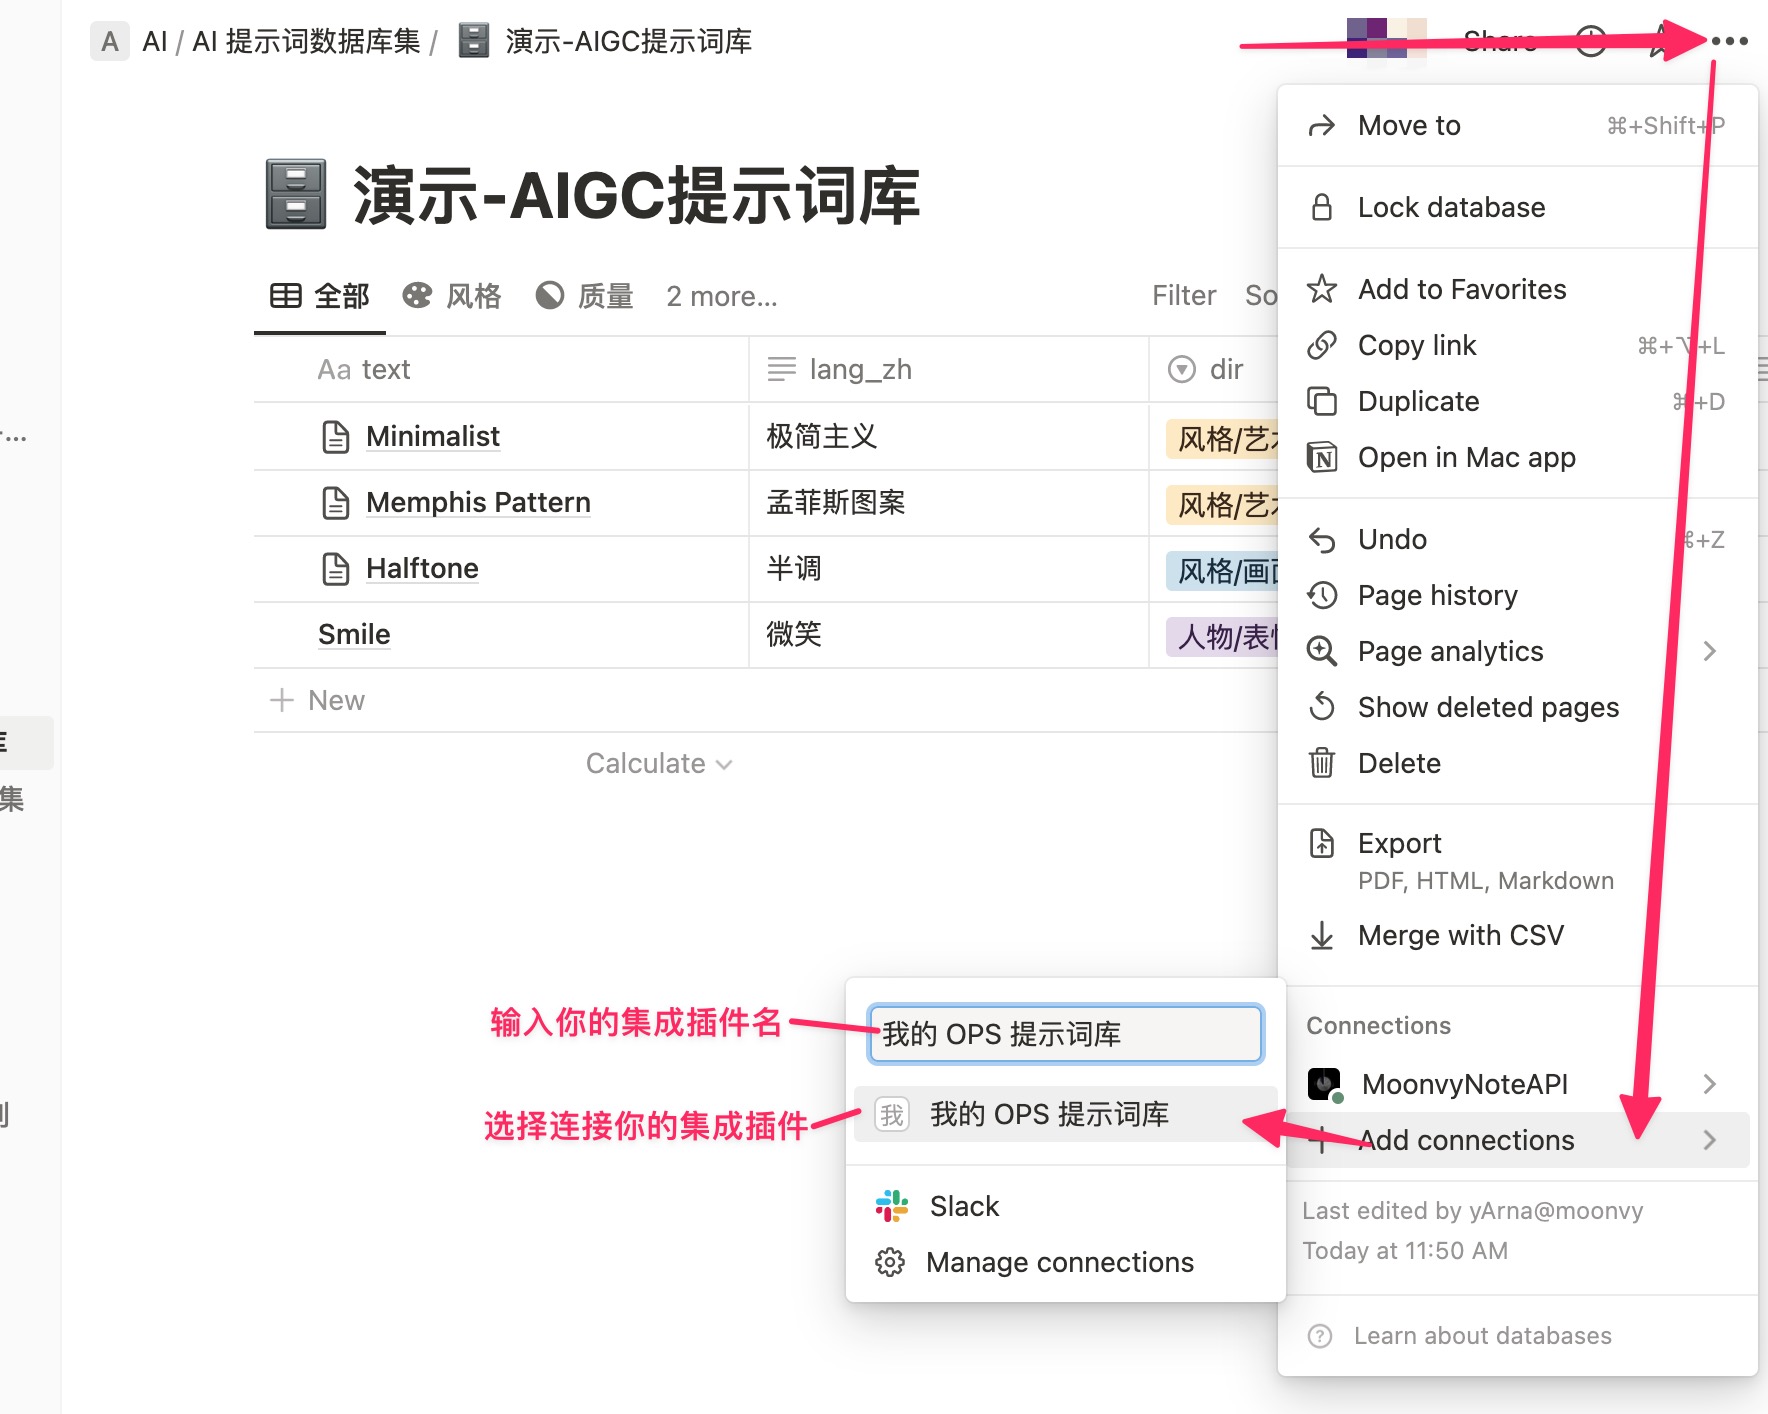 A AI / AI 提示词数据库集 / 演示-AIGC提示词库
Share
演示-AIGC提示词库
全部 风格 质量 2 more...
Filter So
Aa text lang_zh dir
Minimalist 极简主义 风格/艺
Memphis Pattern 孟菲斯图案 风格/艺
Halftone 半调 风格/画
Smile 微笑 人物/表
New
Calculate
集
Move to ⌘+Shift+P
Lock database
Add to Favorites
Copy link ⌘+⌥+L
Duplicate ⌘+D
Open in Mac app
Undo ⌘+Z
Page history
Page analytics
Show deleted pages
Delete
Export
PDF, HTML, Markdown
Merge with CSV
Connections
MoonvyNoteAPI
Add connections
Last edited by yArna@moonvy
Today at 11:50 AM
Learn about databases
输入你的集成插件名
我的 OPS 提示词库
选择连接你的集成插件
我 我的 OPS 提示词库
Slack
Manage connections